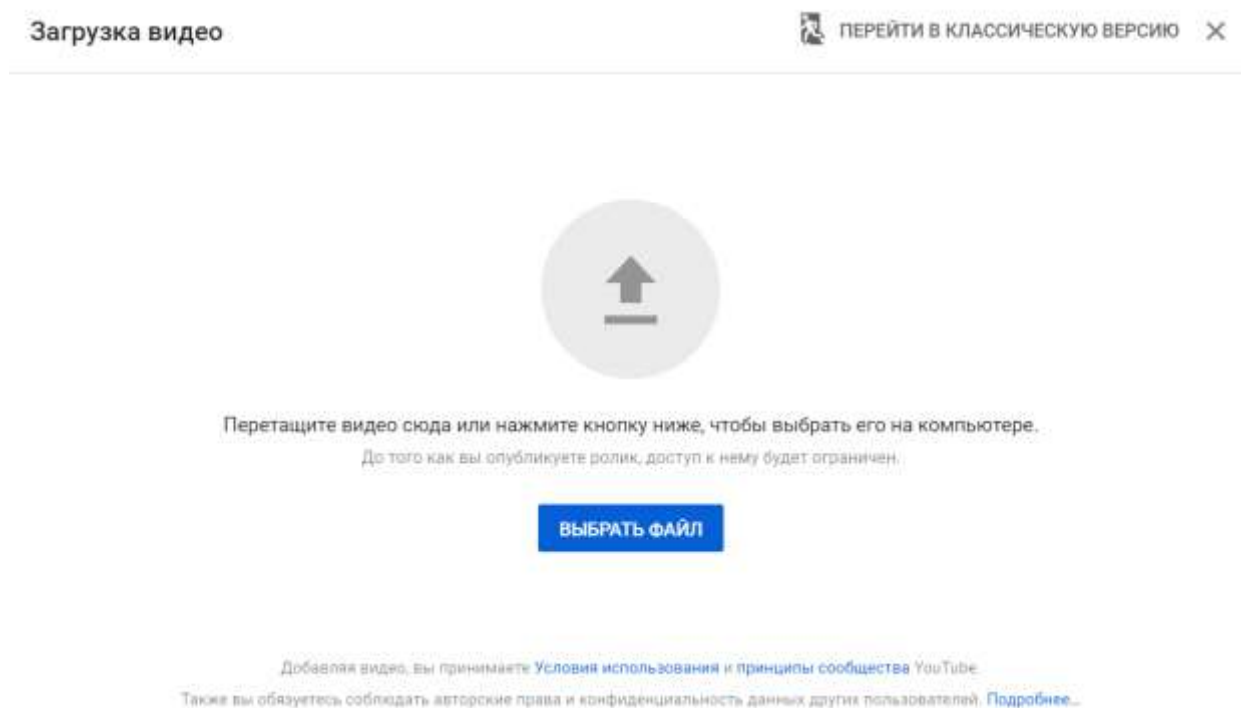 Загрузка видео
ПЕРЕЙТИ В КЛАССИЧЕСКУЮ ВЕРСИЮ
Перетащите видео сюда или нажмите кнопку ниже, чтобы выбрать его на компьютере.
До того как вы опубликуете ролик, доступ к нему будет ограничен.
ВЫБРАТЬ ФАЙЛ
Добавляя видео, вы принимаете Условия использования и принципы сообщества YouTube.
Также вы обязуетесь соблюдать авторские права и конфиденциальность данных других пользователей. Подробнее...